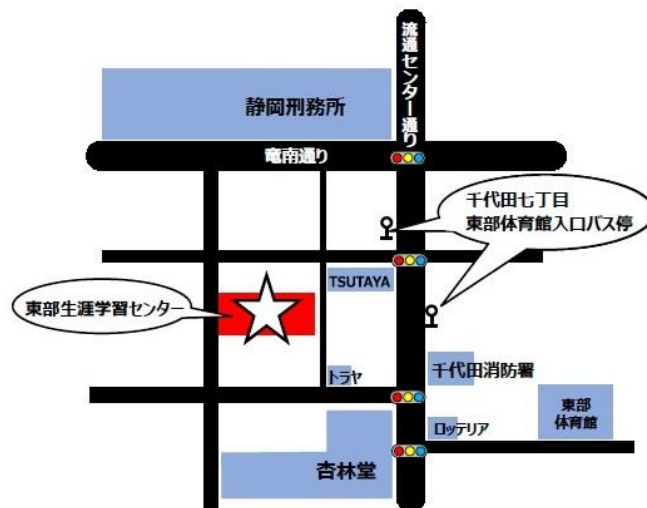 流通センター通り
静岡刑務所
竜南通り
千代田七丁目
東部体育館入口バス停
TSUTAYA
東部生涯学習センター
トラヤ
千代田消防署
ロッテリア
東部
体育館
杏林堂